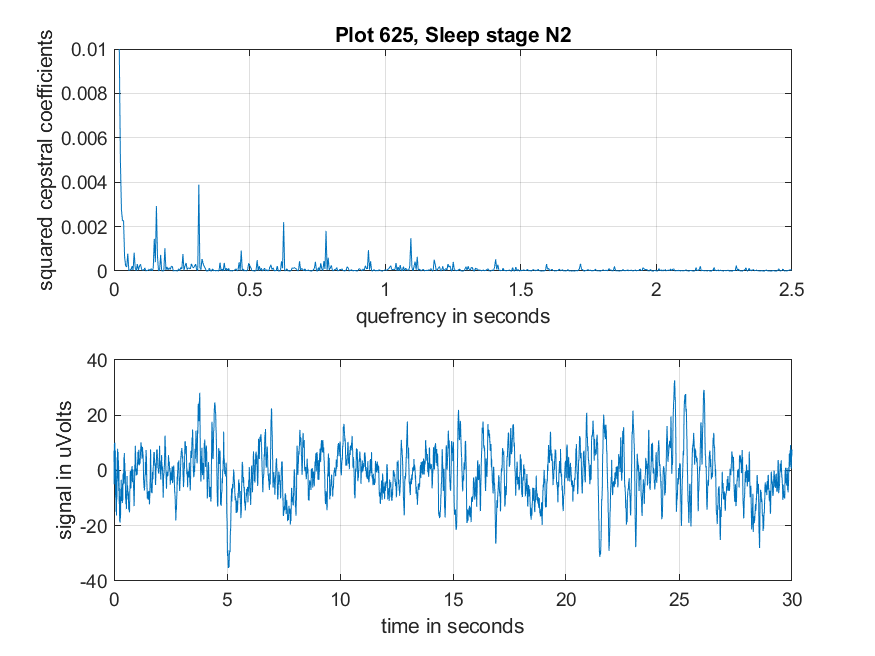 Plot 625, Sleep stage N2
squared cepstral coefficients
0.01
0.008
0.006
0.004
0.002
0
0 0.5 1 1.5 2 2.5
quefrency in seconds
signal in uVolts
40
20
0
-20
-40
0 5 10 15 20 25 30
time in seconds